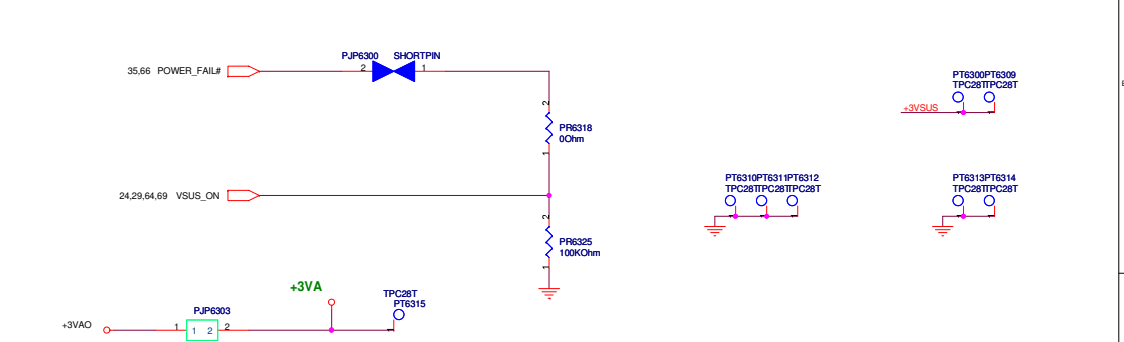 PJP6300 SHORTPIN
35,66 POWER_FAIL# 2 1
PT6300PT6309
TPC28TTPC28T
+3VSUS
2
PR6318
0Ohm
1
24,29,64,69 VSUS_ON
PT6310PT6311PT6312
TPC28TTPC28TTPC28T
PT6313PT6314
TPC28TTPC28T
2
PR6325
100KOhm
1
+3VA
TPC28T
PT6315
PJP6303
+3VAO 1 1 2 2 1